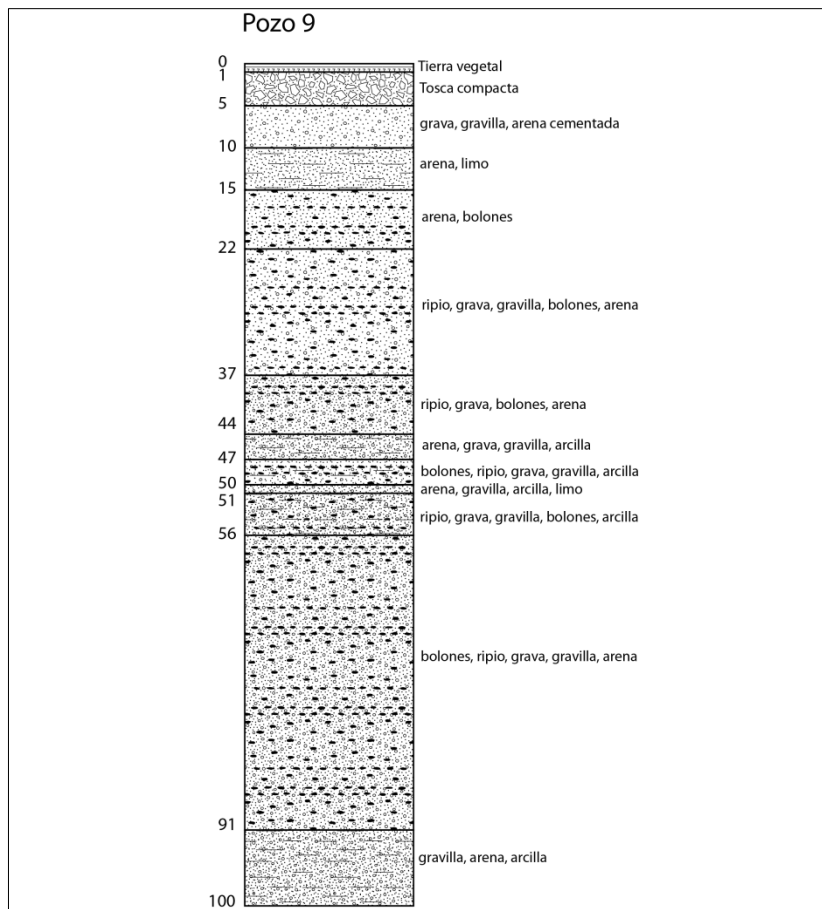 Pozo 9
0
Tierra vegetal
1
Tosca compacta
5
grava, gravilla, arena cementada
10
arena, limo
15
arena, bolones
22
ripio, grava, gravilla, bolones, arena
37
ripio, grava, bolones, arena
44
arena, grava, gravilla, arcilla
47
bolones, ripio, grava, gravilla, arcilla
50
arena, gravilla, arcilla, limo
51
ripio, grava, gravilla, bolones, arcilla
56
bolones, ripio, grava, gravilla, arena
91
gravilla, arena, arcilla
100